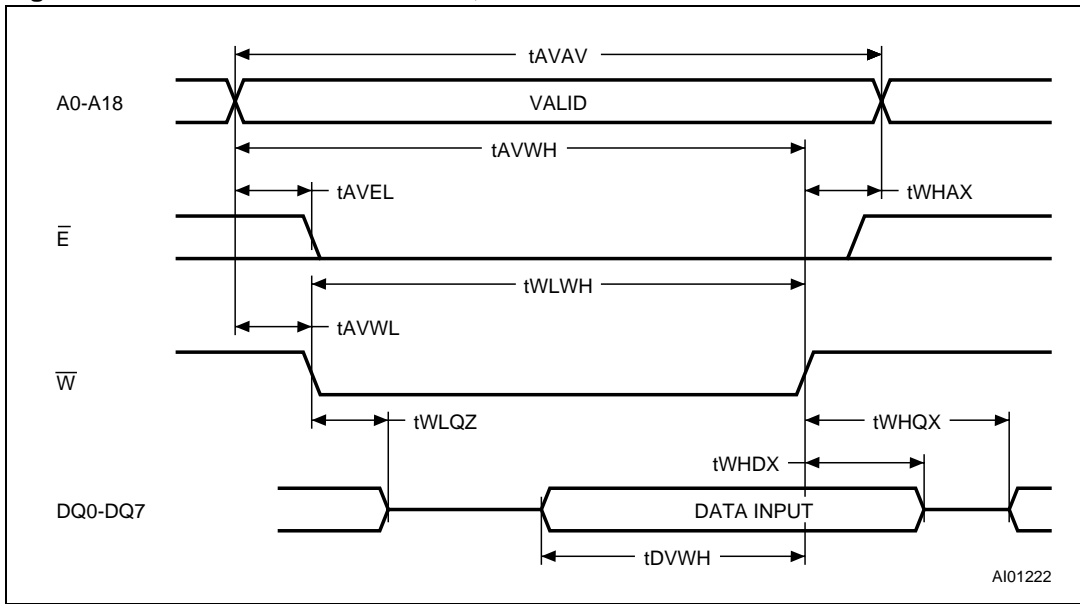 tAVAV
A0-A18
VALID
tAVWH
tAVEL
tWHAX
E̅
tWLWH
tAVWL
W̅
tWLQZ
tWHQX
tWHDX
DQ0-DQ7
DATA INPUT
tDVWH
AI01222